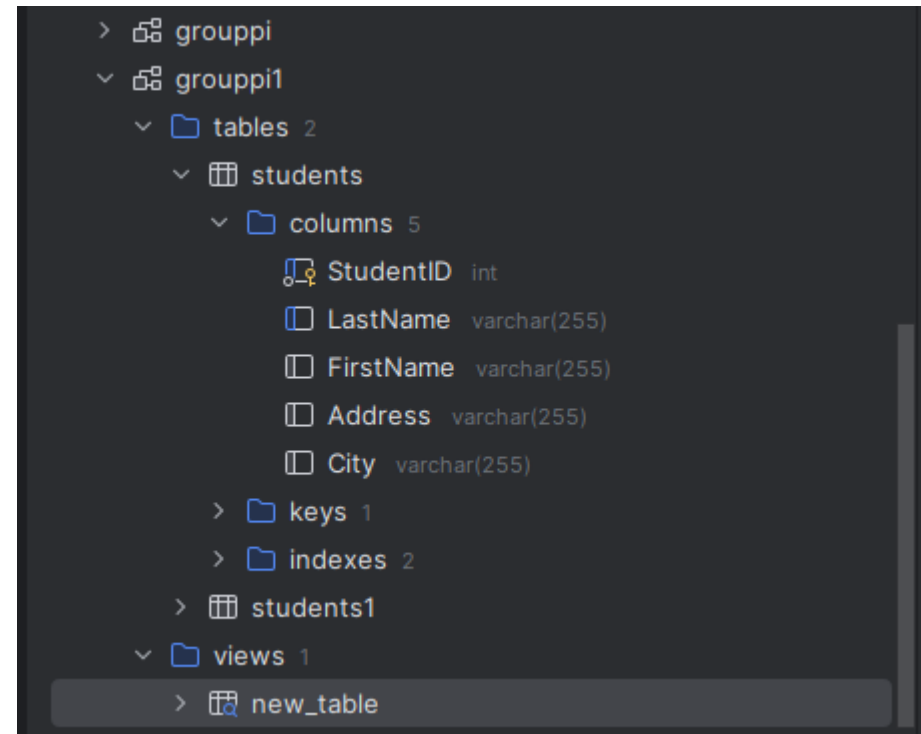 grouppi
grouppi1
tables 2
students
columns 5
StudentID int
LastName varchar(255)
FirstName varchar(255)
Address varchar(255)
City varchar(255)
keys 1
indexes 2
students1
views 1
new_table